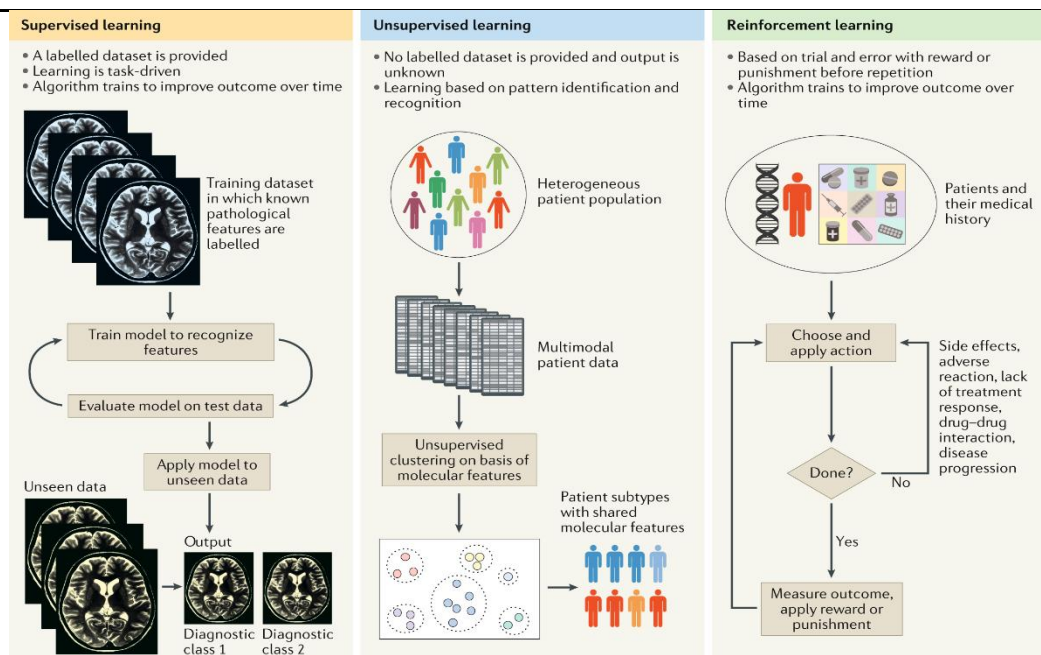 Supervised learning
• A labelled dataset is provided
• Learning is task-driven
• Algorithm trains to improve outcome over time
Training dataset
in which known
pathological
features are
labelled
Train model to recognize
features
Evaluate model on test data
Apply model to
unseen data
Unseen data
Output
Diagnostic
class 1
Diagnostic
class 2
Unsupervised learning
• No labelled dataset is provided and output is
unknown
• Learning based on pattern identification and
recognition
Heterogeneous
patient population
Multimodal
patient data
Unsupervised
clustering on basis of
molecular features
Patient subtypes
with shared
molecular features
Reinforcement learning
• Based on trial and error with reward or
punishment before repetition
• Algorithm trains to improve outcome over
time
Patients and
their medical
history
Choose and
apply action
Side effects,
adverse
reaction, lack
of treatment
response,
drug–drug
interaction,
disease
progression
Done?
No
Yes
Measure outcome,
apply reward or
punishment